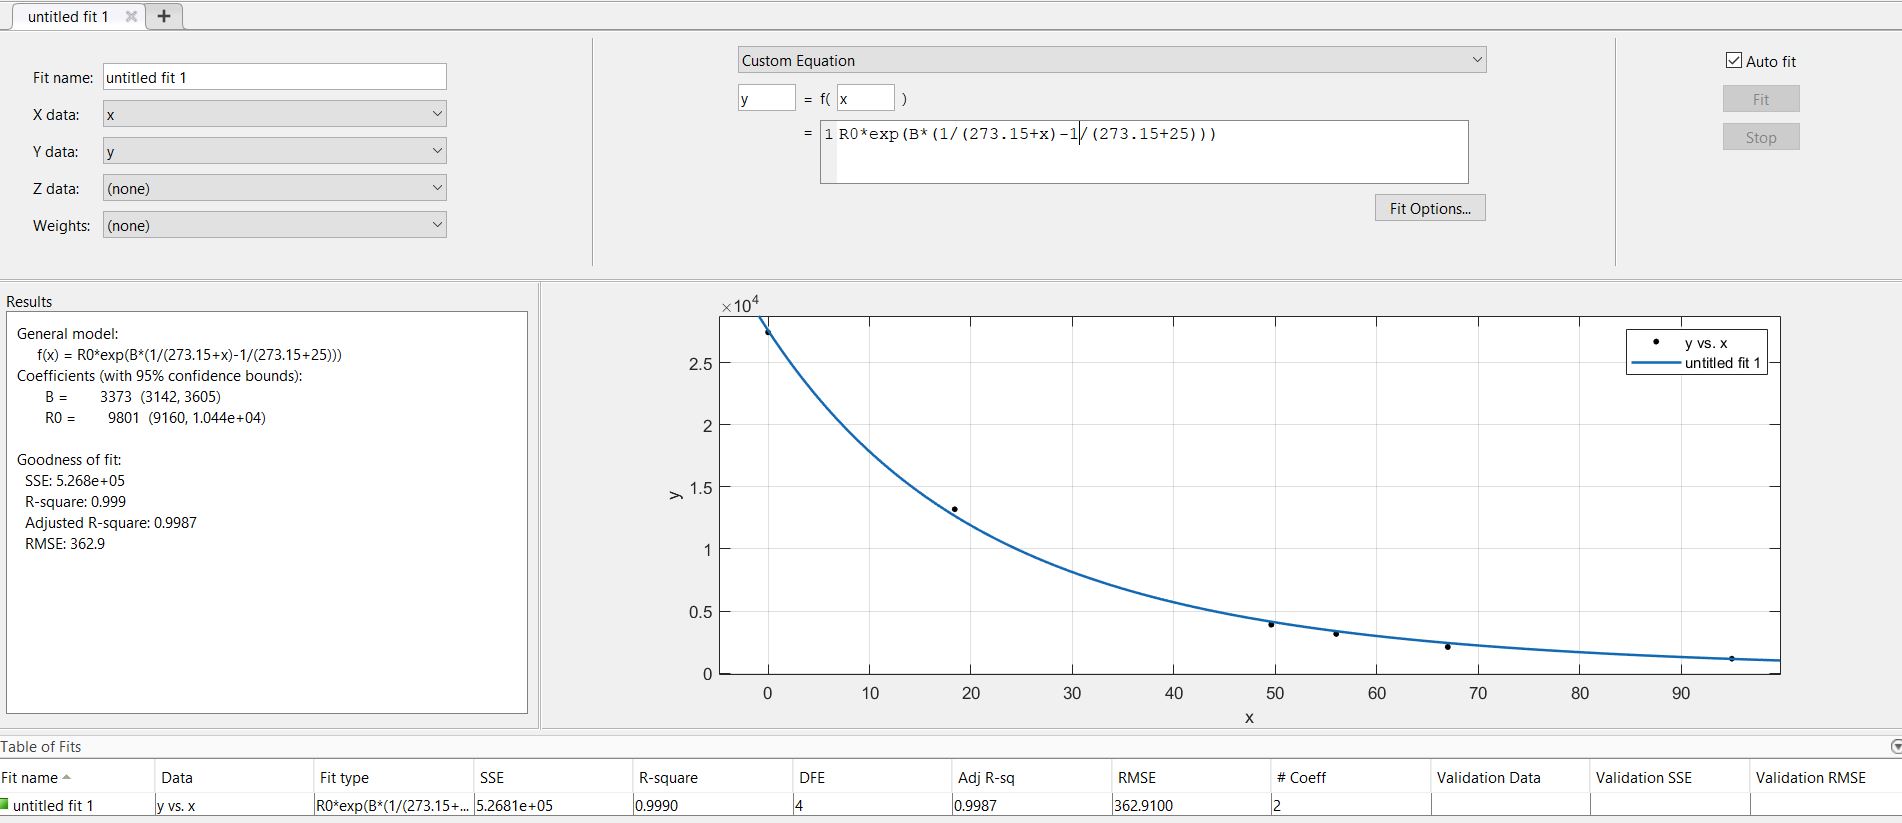 untitled fit 1
+
Fit name: untitled fit 1
X data: x
Y data: y
Z data: (none)
Weights: (none)
Custom Equation
y = f( x )
= 1 R0*exp(B*(1/(273.15+x)-1/(273.15+25)))
Fit Options...
Auto fit
Fit
Stop
Results
General model:
f(x) = R0*exp(B*(1/(273.15+x)-1/(273.15+25)))
Coefficients (with 95% confidence bounds):
B = 3373 (3142, 3605)
R0 = 9801 (9160, 1.044e+04)
Goodness of fit:
SSE: 5.268e+05
R-square: 0.999
Adjusted R-square: 0.9987
RMSE: 362.9
×10⁴
2.5
2
1.5
1
0.5
0
y
0 10 20 30 40 50 60 70 80 90
x
y vs. x
untitled fit 1
Table of Fits
Fit name Data Fit type SSE R-square DFE Adj R-sq RMSE # Coeff Validation Data Validation SSE Validation RMSE
untitled fit 1 y vs. x R0*exp(B*(1/(273.15+... 5.2681e+05 0.9990 4 0.9987 362.9100 2